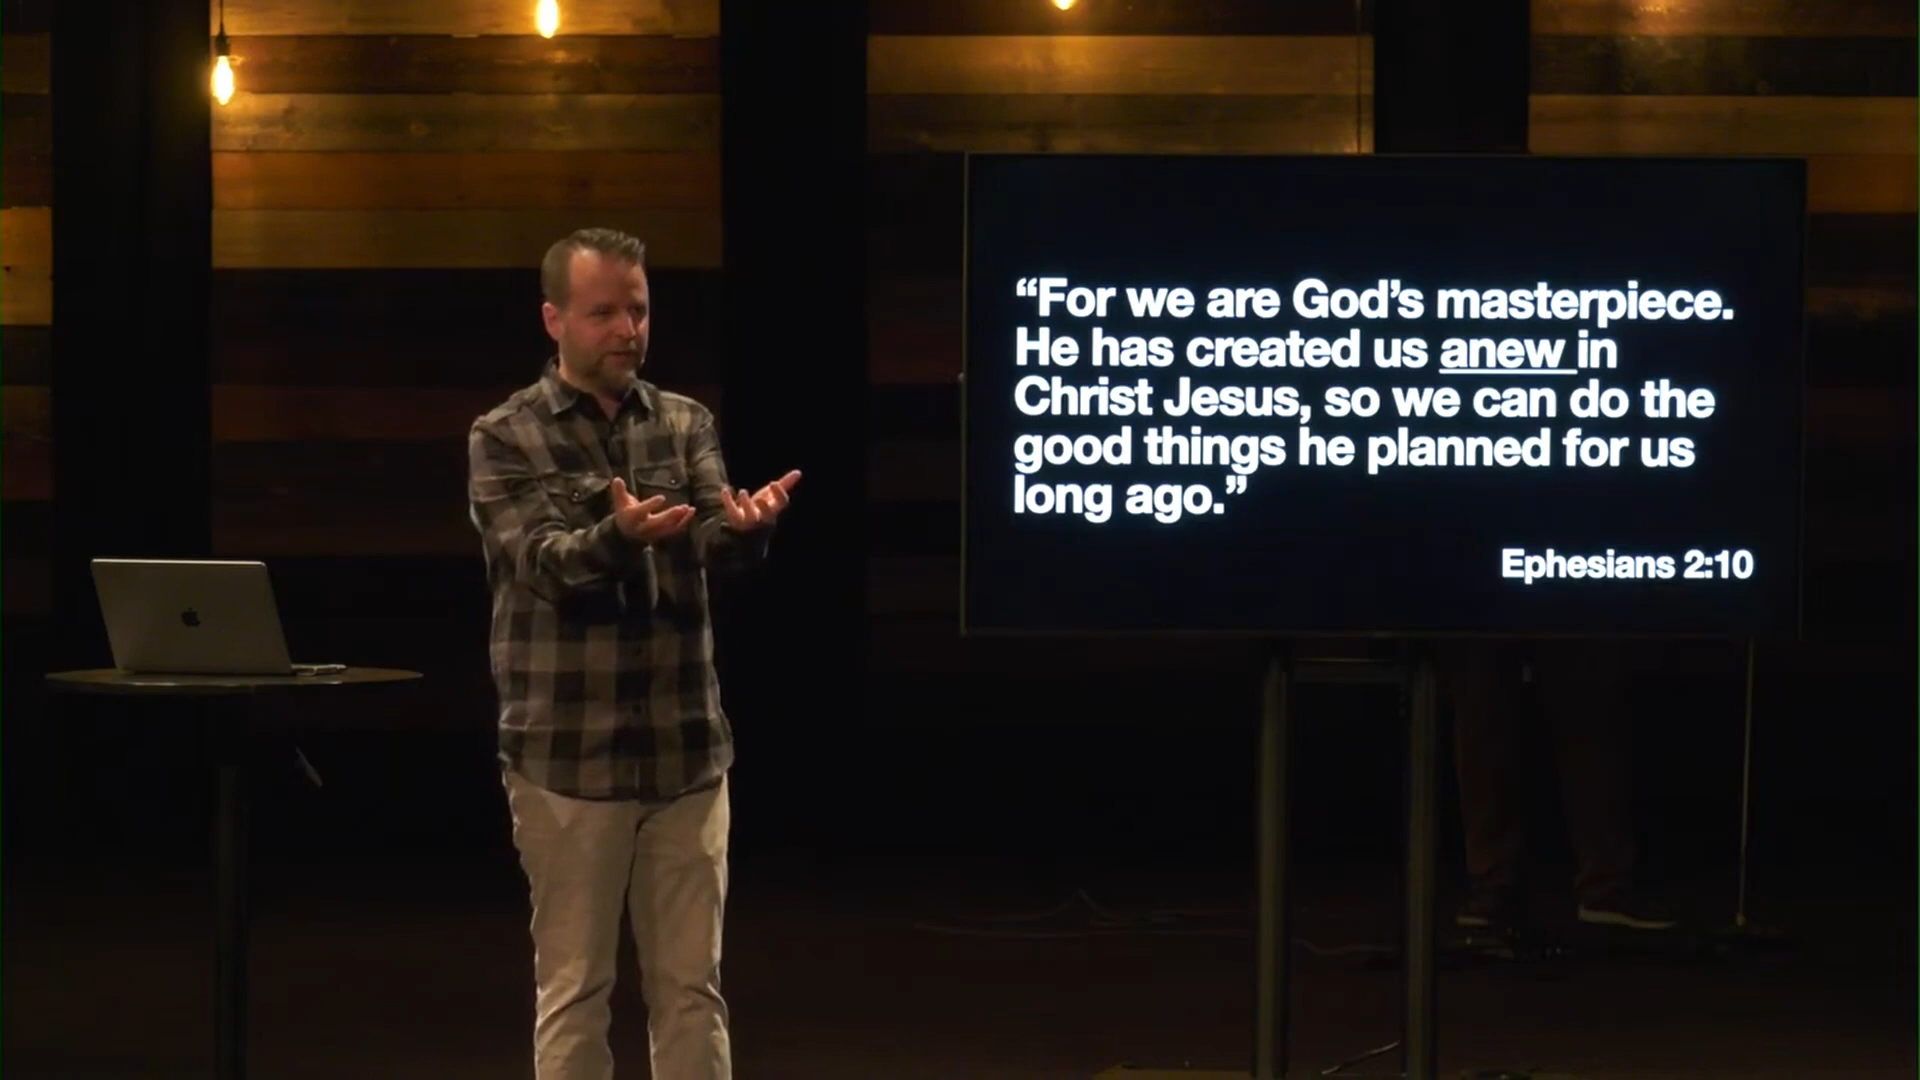 “For we are God’s masterpiece.
He has created us anew in
Christ Jesus, so we can do the
good things he planned for us
long ago.”
Ephesians 2:10